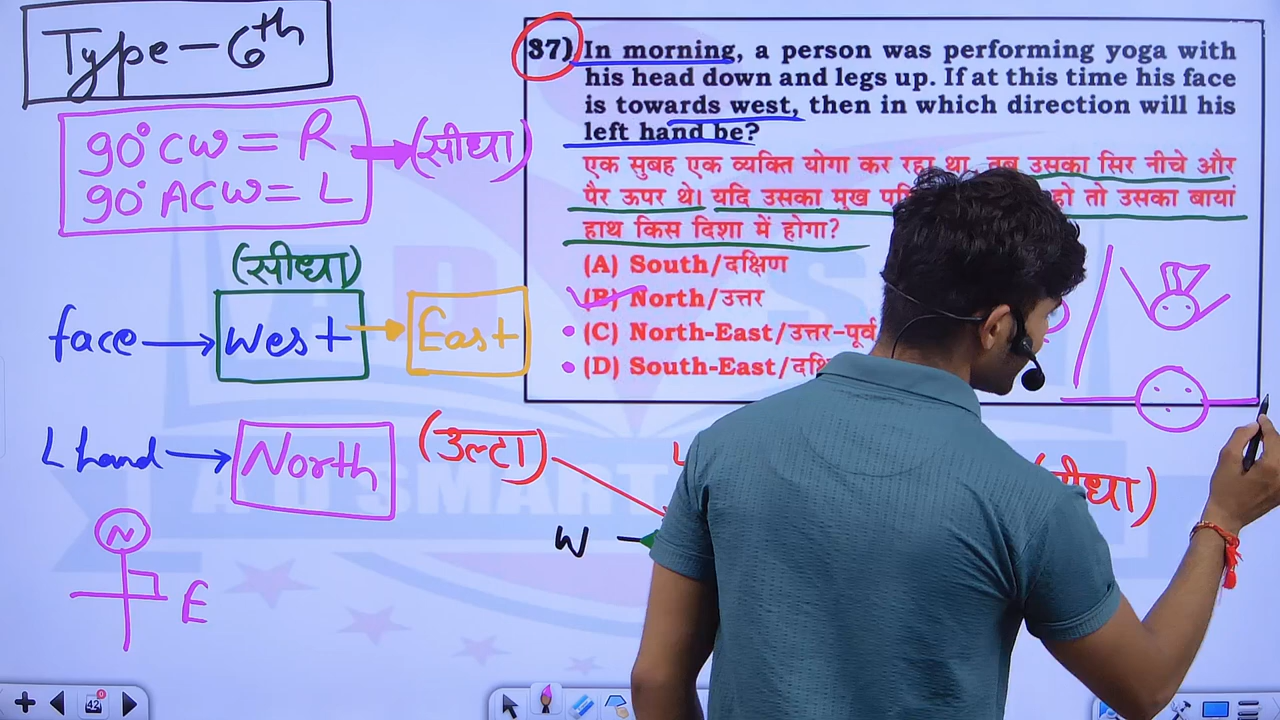 Type-6th
90° CW = R
90° ACW = L
(सीधा)
(सीधा)
face → West → East
L hand → North
(उल्टा)
N
E
W
37) In morning, a person was performing yoga with
his head down and legs up. If at this time his face
is towards west, then in which direction will his
left hand be?
एक सुबह एक व्यक्ति योगा कर रहा था, तब उसका सिर नीचे और
पैर ऊपर थे। यदि उसका मुख हो तो उसका बायां
हाथ किस दिशा में होगा?
(A) South/दक्षिण
(B) North/उत्तर
(C) North-East/उत्तर-पूर्व
(D) South-East/
42